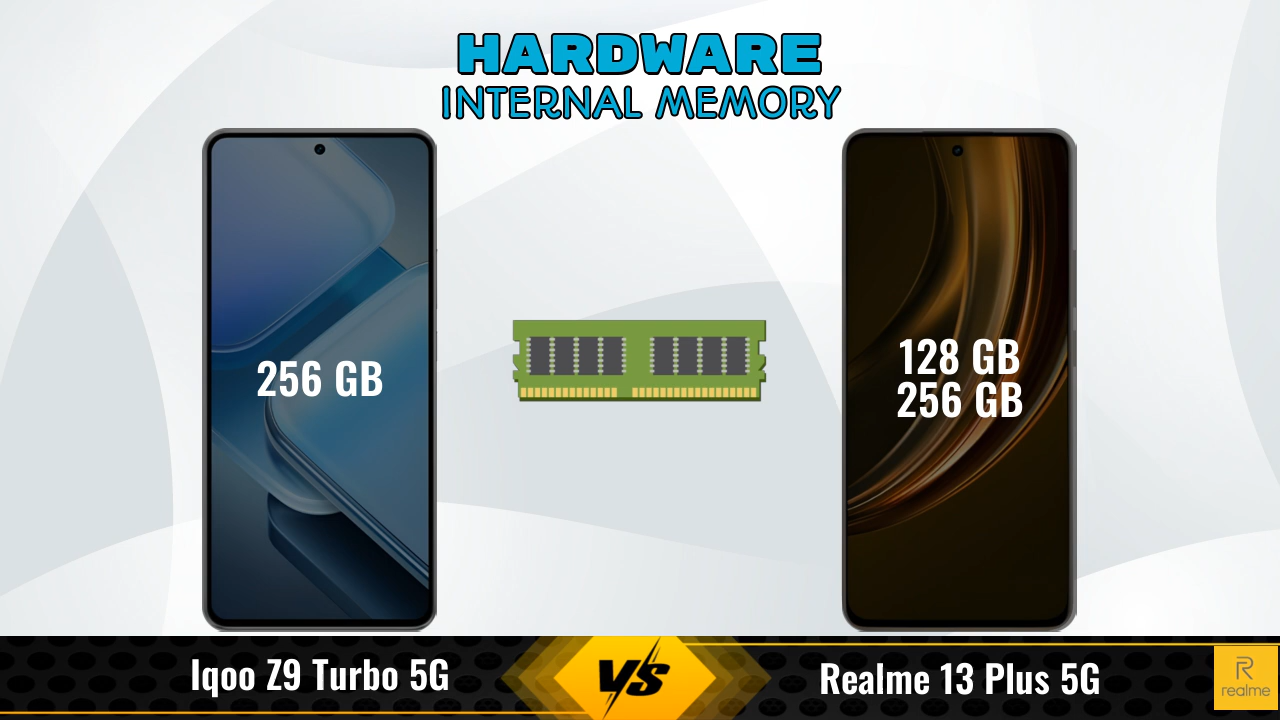 HARDWARE
INTERNAL MEMORY
256 GB
128 GB
256 GB
Iqoo Z9 Turbo 5G
VS
Realme 13 Plus 5G
R
realme